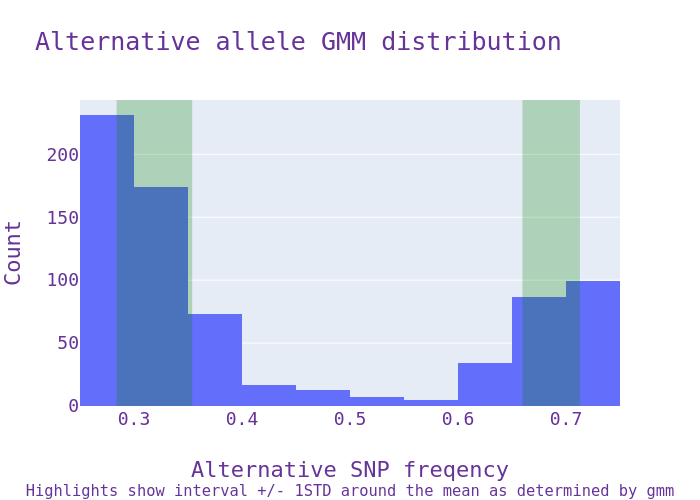 Alternative allele GMM distribution
200
150
100
50
0
Count
0.3 0.4 0.5 0.6 0.7
Alternative SNP freqency
Highlights show interval +/- 1STD around the mean as determined by gmm